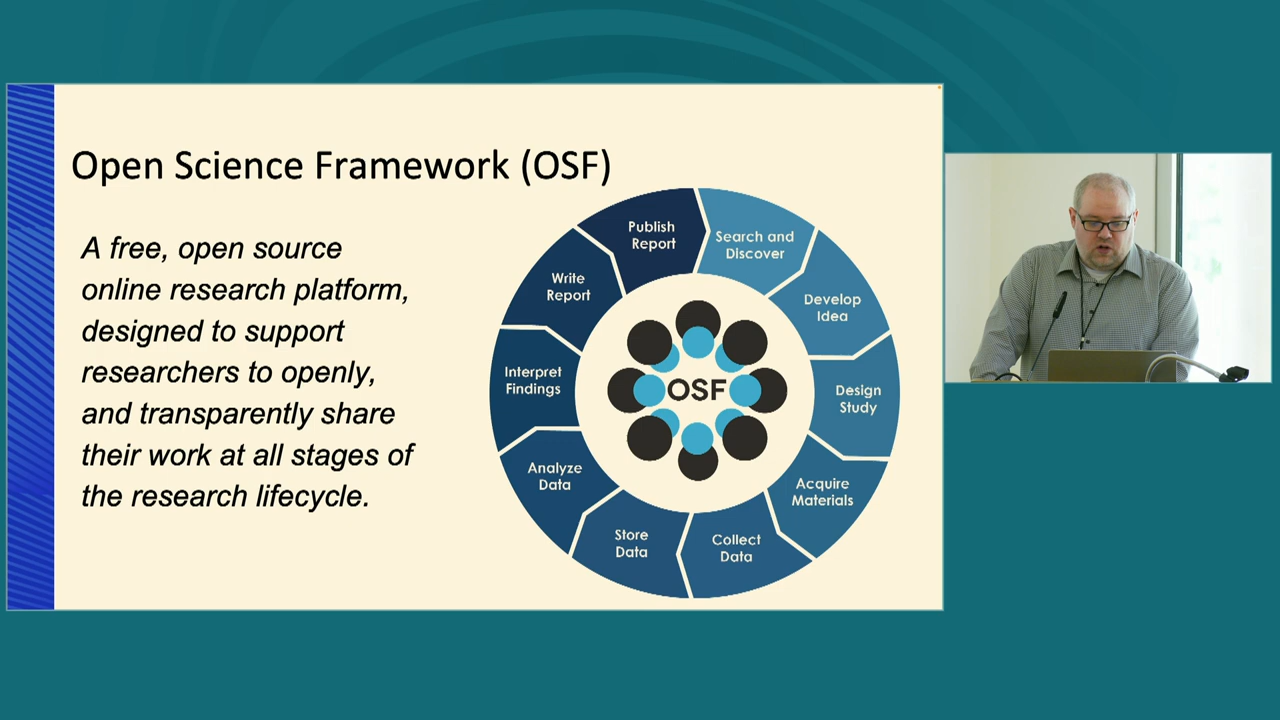 Open Science Framework (OSF)
A free, open source
online research platform,
designed to support
researchers to openly,
and transparently share
their work at all stages of
the research lifecycle.
Publish
Report
Search and
Discover
Develop
Idea
Design
Study
Acquire
Materials
Collect
Data
Store
Data
Analyze
Data
Interpret
Findings
Write
Report
OSF